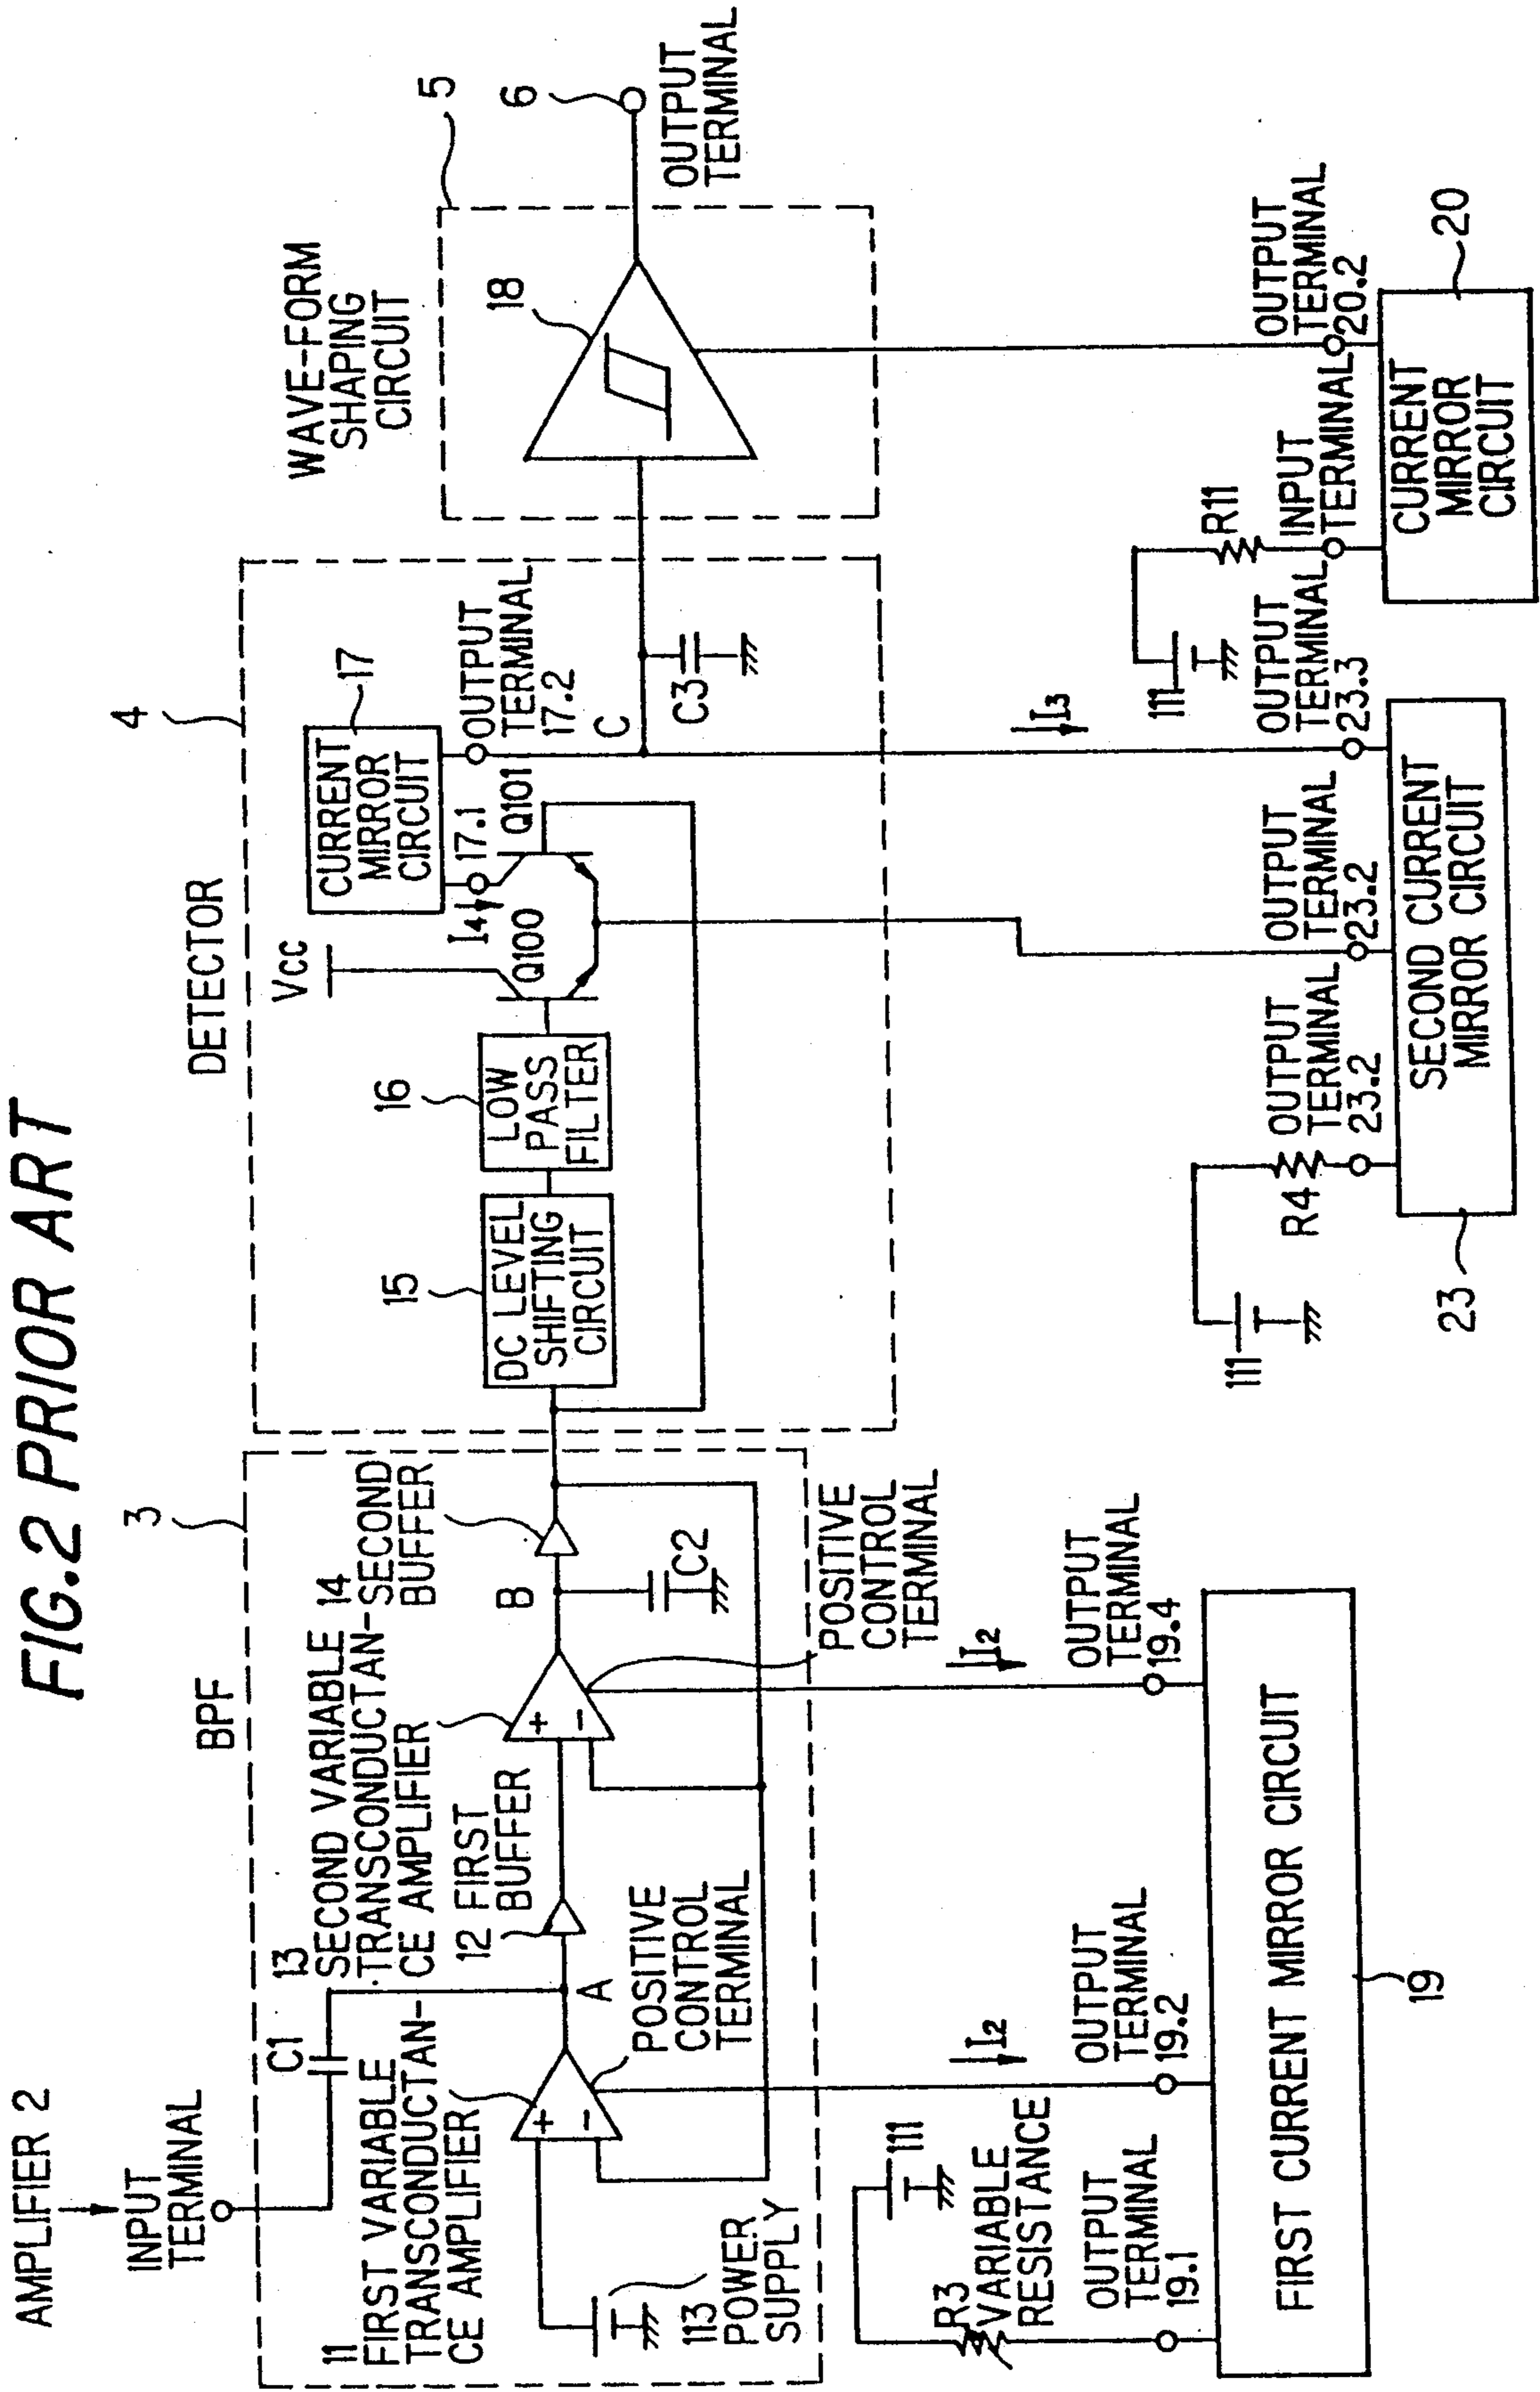 FIG.2 PRIOR ART
AMPLIFIER 2
INPUT
TERMINAL
BPF
3
DETECTOR
4
WAVE-FORM
SHAPING
CIRCUIT
5
6
OUTPUT
TERMINAL
C1
11
FIRST VARIABLE
TRANSCONDUCTAN-
CE AMPLIFIER
13
SECOND VARIABLE
TRANSCONDUCTAN-
CE AMPLIFIER
14
SECOND
BUFFER
12 FIRST
BUFFER
A
B
C2
+
−
+
−
POSITIVE
CONTROL
TERMINAL
POSITIVE
CONTROL
TERMINAL
113
POWER
SUPPLY
15
DC LEVEL
SHIFTING
CIRCUIT
16
LOW
PASS
FILTER
Vcc
Q100
Q101
I4
17.1
CURRENT
MIRROR
CIRCUIT
17
OUTPUT
TERMINAL
17.2
C
C3
18
R3
VARIABLE
RESISTANCE
111
OUTPUT
TERMINAL
19.1
I2
OUTPUT
TERMINAL
19.2
I2
OUTPUT
TERMINAL
19.4
FIRST CURRENT MIRROR CIRCUIT
19
111
R4
OUTPUT
TERMINAL
23.2
OUTPUT
TERMINAL
23.2
I3
OUTPUT
TERMINAL
23.3
SECOND CURRENT
MIRROR CIRCUIT
23
111
R11
INPUT
TERMINAL
OUTPUT
TERMINAL
20.2
CURRENT
MIRROR
CIRCUIT
20